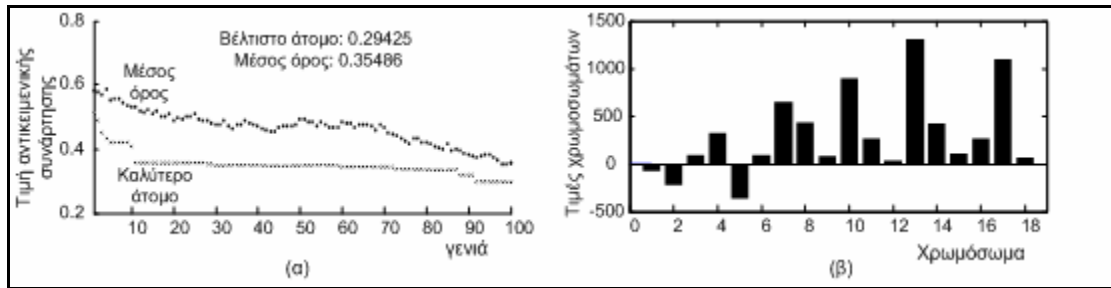 Τιμή αντικειμενικής
συνάρτησης
0.8
0.6
0.4
0.2
Βέλτιστο άτομο: 0.29425
Μέσος όρος: 0.35486
Μέσος
όρος
Καλύτερο
άτομο
10 20 30 40 50 60 70 80 90 100
γενιά
(α)
Τιμές χρωμοσωμάτων
1500
1000
500
0
-500
0 2 4 6 8 10 12 14 16 18
Χρωμόσωμα
(β)